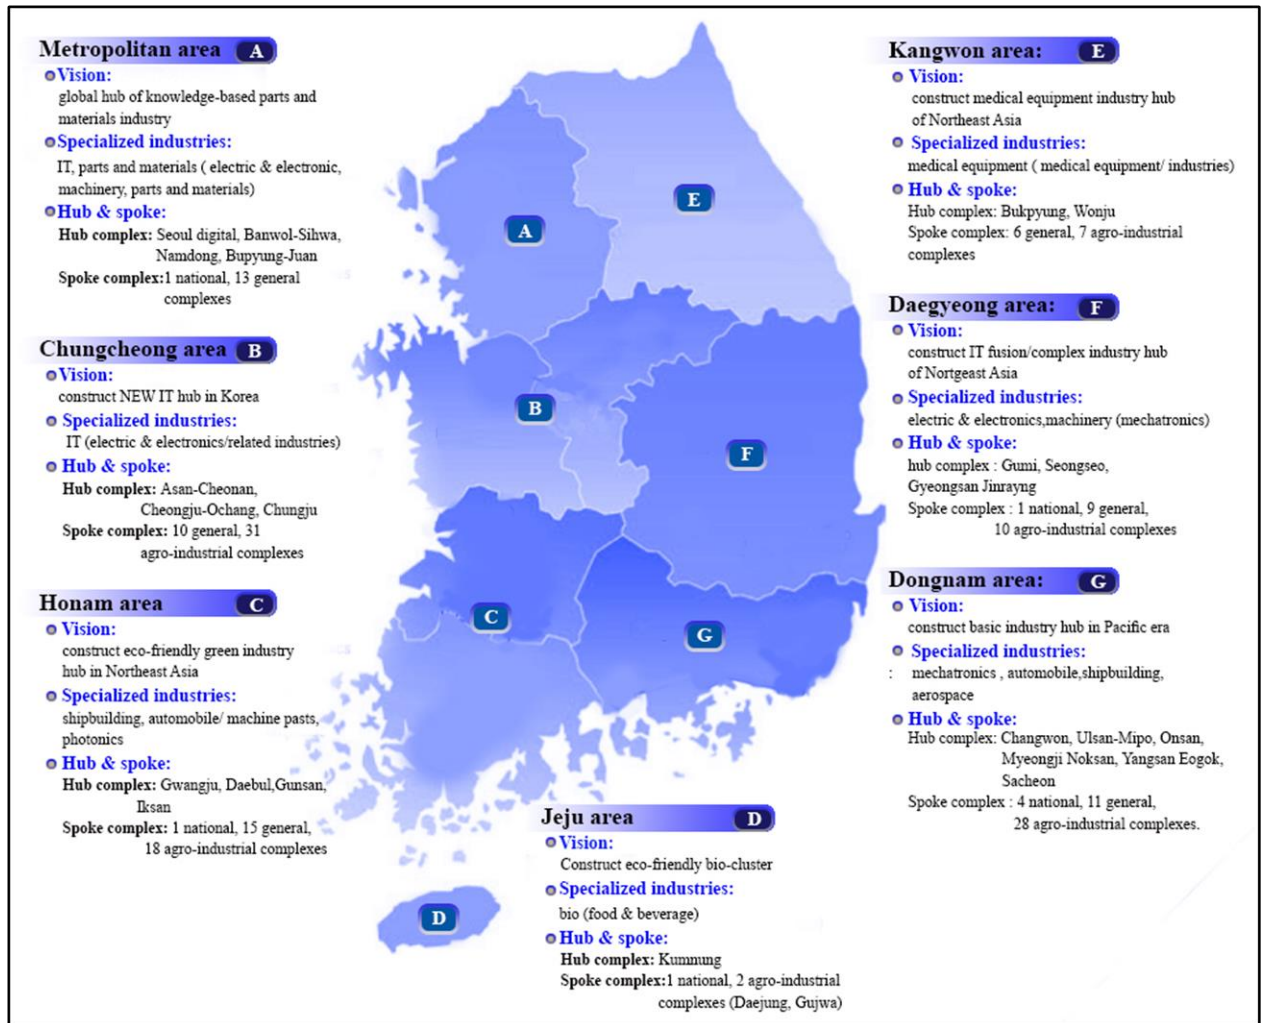 Metropolitan area A
Vision:
global hub of knowledge-based parts and
materials industry
Specialized industries:
IT, parts and materials ( electric & electronic,
machinery, parts and materials)
Hub & spoke:
Hub complex: Seoul digital, Banwol-Sihwa,
Namdong, Bupyung-Juan
Spoke complex:1 national, 13 general
complexes
Chungcheong area B
Vision:
construct NEW IT hub in Korea
Specialized industries:
IT (electric & electronics/related industries)
Hub & spoke:
Hub complex: Asan-Cheonan,
Cheongju-Ochang, Chungju
Spoke complex: 10 general, 31
agro-industrial complexes
Honam area C
Vision:
construct eco-friendly green industry
hub in Northeast Asia
Specialized industries:
shipbuilding, automobile/ machine pasts,
photonics
Hub & spoke:
Hub complex: Gwangju, Daebul,Gunsan,
Iksan
Spoke complex: 1 national, 15 general,
18 agro-industrial complexes
A
E
B
F
C
G
D
Jeju area D
Vision:
Construct eco-friendly bio-cluster
Specialized industries:
bio (food & beverage)
Hub & spoke:
Hub complex: Kumnung
Spoke complex:1 national, 2 agro-industrial
complexes (Daejung, Gujwa)
Kangwon area: E
Vision:
construct medical equipment industry hub
of Northeast Asia
Specialized industries:
medical equipment ( medical equipment/ industries)
Hub & spoke:
Hub complex: Bukpyung, Wonju
Spoke complex: 6 general, 7 agro-industrial
complexes
Daegyeong area: F
Vision:
construct IT fusion/complex industry hub
of Nortgeast Asia
Specialized industries:
electric & electronics,machinery (mechatronics)
Hub & spoke:
hub complex : Gumi, Seongseo,
Gyeongsan Jinrayng
Spoke complex : 1 national, 9 general,
10 agro-industrial complexes
Dongnam area: G
Vision:
construct basic industry hub in Pacific era
Specialized industries:
: mechatronics , automobile,shipbuilding,
aerospace
Hub & spoke:
Hub complex: Changwon, Ulsan-Mipo, Onsan,
Myeongji Noksan, Yangsan Eogok,
Sacheon
Spoke complex : 4 national, 11 general,
28 agro-industrial complexes.